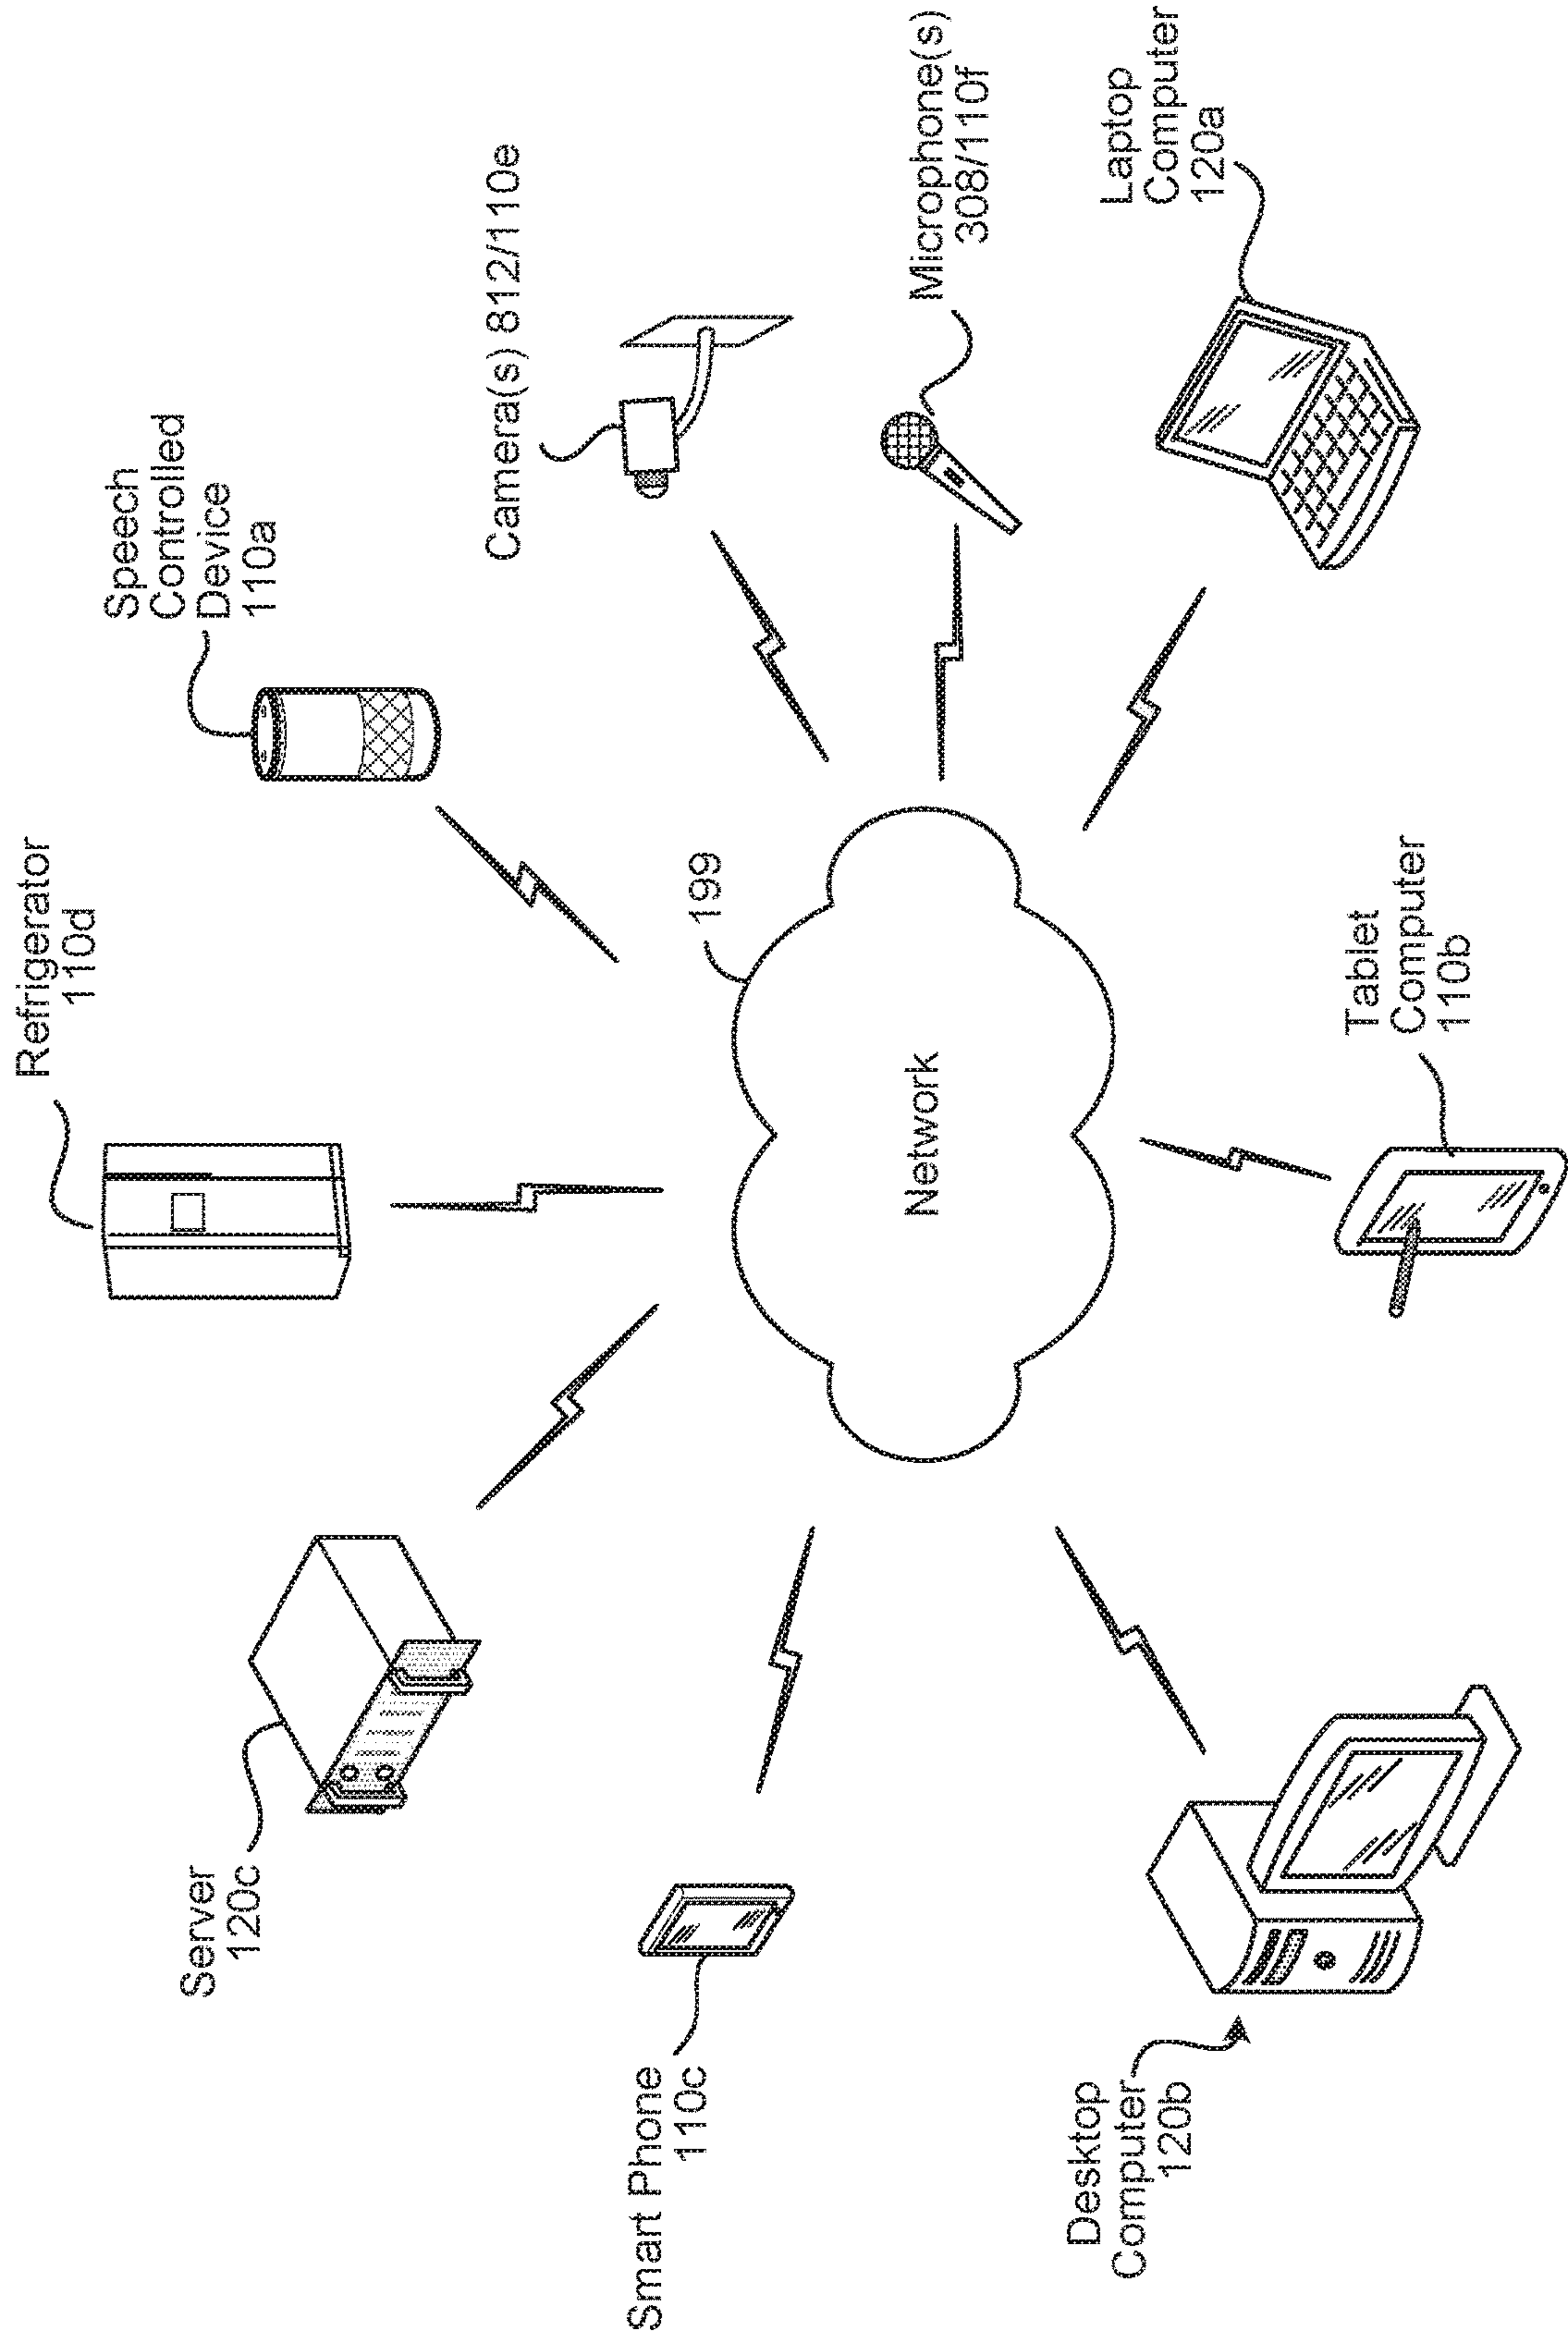 Refrigerator
110d
Speech
Controlled
Device
110a
Server
120c
Camera(s) 812/110e
Smart Phone
110c
199
Network
Microphone(s)
308/110f
Desktop
Computer
120b
Tablet
Computer
110b
Laptop
Computer
120a